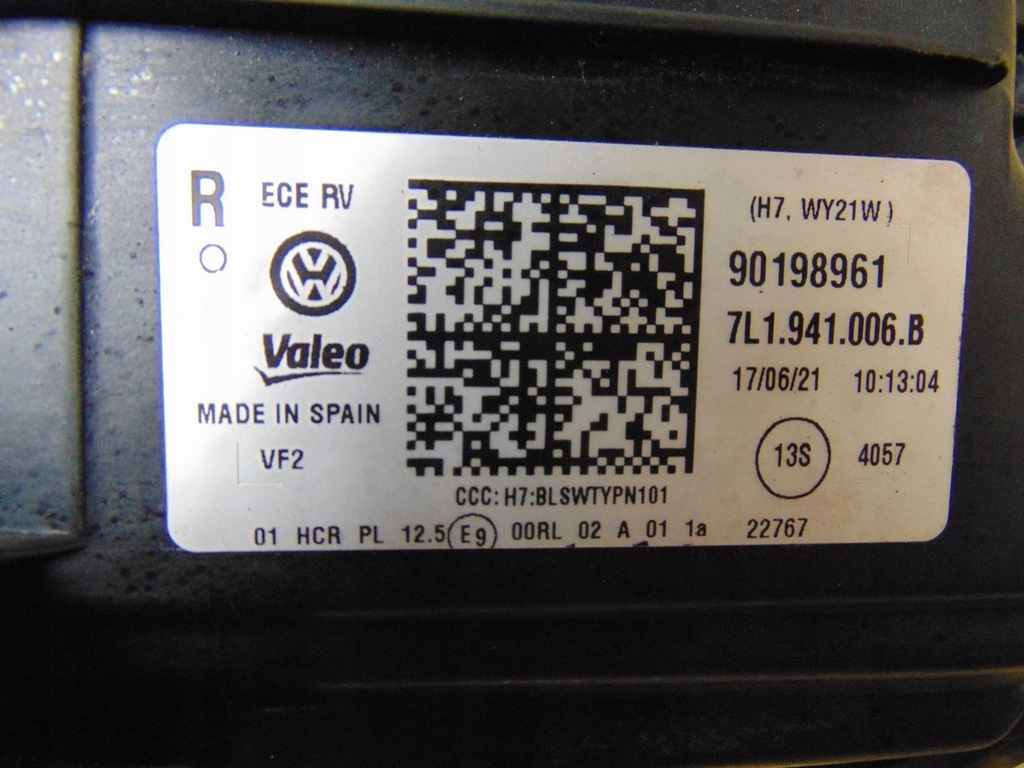 R ECE RV
(H7, WY21W)
90198961
Valeo
7L1.941.006.B
17/06/21 10:13:04
MADE IN SPAIN
VF2
13S 4057
CCC: H7:BLSWTYPN101
01 HCR PL 12.5 E9 00RL 02 A 01 1a 22767